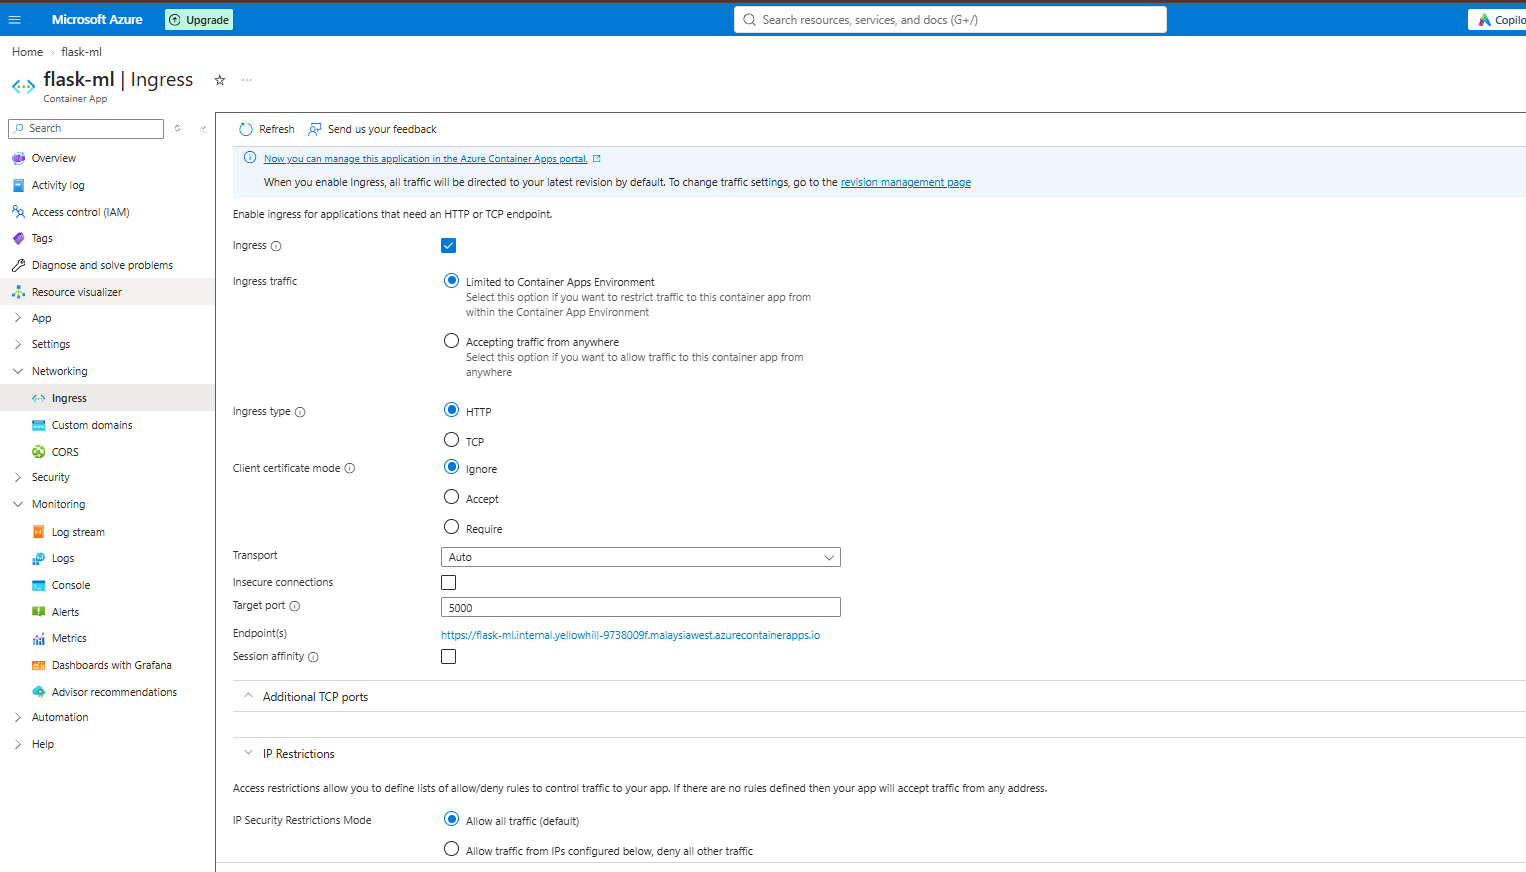 Microsoft Azure
Upgrade
Search resources, services, and docs (G+/)
Copilo
Home > flask-ml
flask-ml | Ingress
Container App
Search
Overview
Activity log
Access control (IAM)
Tags
Diagnose and solve problems
Resource visualizer
App
Settings
Networking
Ingress
Custom domains
CORS
Security
Monitoring
Log stream
Logs
Console
Alerts
Metrics
Dashboards with Grafana
Advisor recommendations
Automation
Help
Refresh
Send us your feedback
Now you can manage this application in the Azure Container Apps portal.
When you enable Ingress, all traffic will be directed to your latest revision by default. To change traffic settings, go to the revision management page
Enable ingress for applications that need an HTTP or TCP endpoint.
Ingress
Ingress traffic
Limited to Container Apps Environment
Select this option if you want to restrict traffic to this container app from
within the Container App Environment
Accepting traffic from anywhere
Select this option if you want to allow traffic to this container app from
anywhere
Ingress type
HTTP
TCP
Client certificate mode
Ignore
Accept
Require
Transport
Auto
Insecure connections
Target port
5000
Endpoint(s)
https://flask-ml.internal.yellowhill-9738009f.malaysiawest.azurecontainerapps.io
Session affinity
Additional TCP ports
IP Restrictions
Access restrictions allow you to define lists of allow/deny rules to control traffic to your app. If there are no rules defined then your app will accept traffic from any address.
IP Security Restrictions Mode
Allow all traffic (default)
Allow traffic from IPs configured below, deny all other traffic